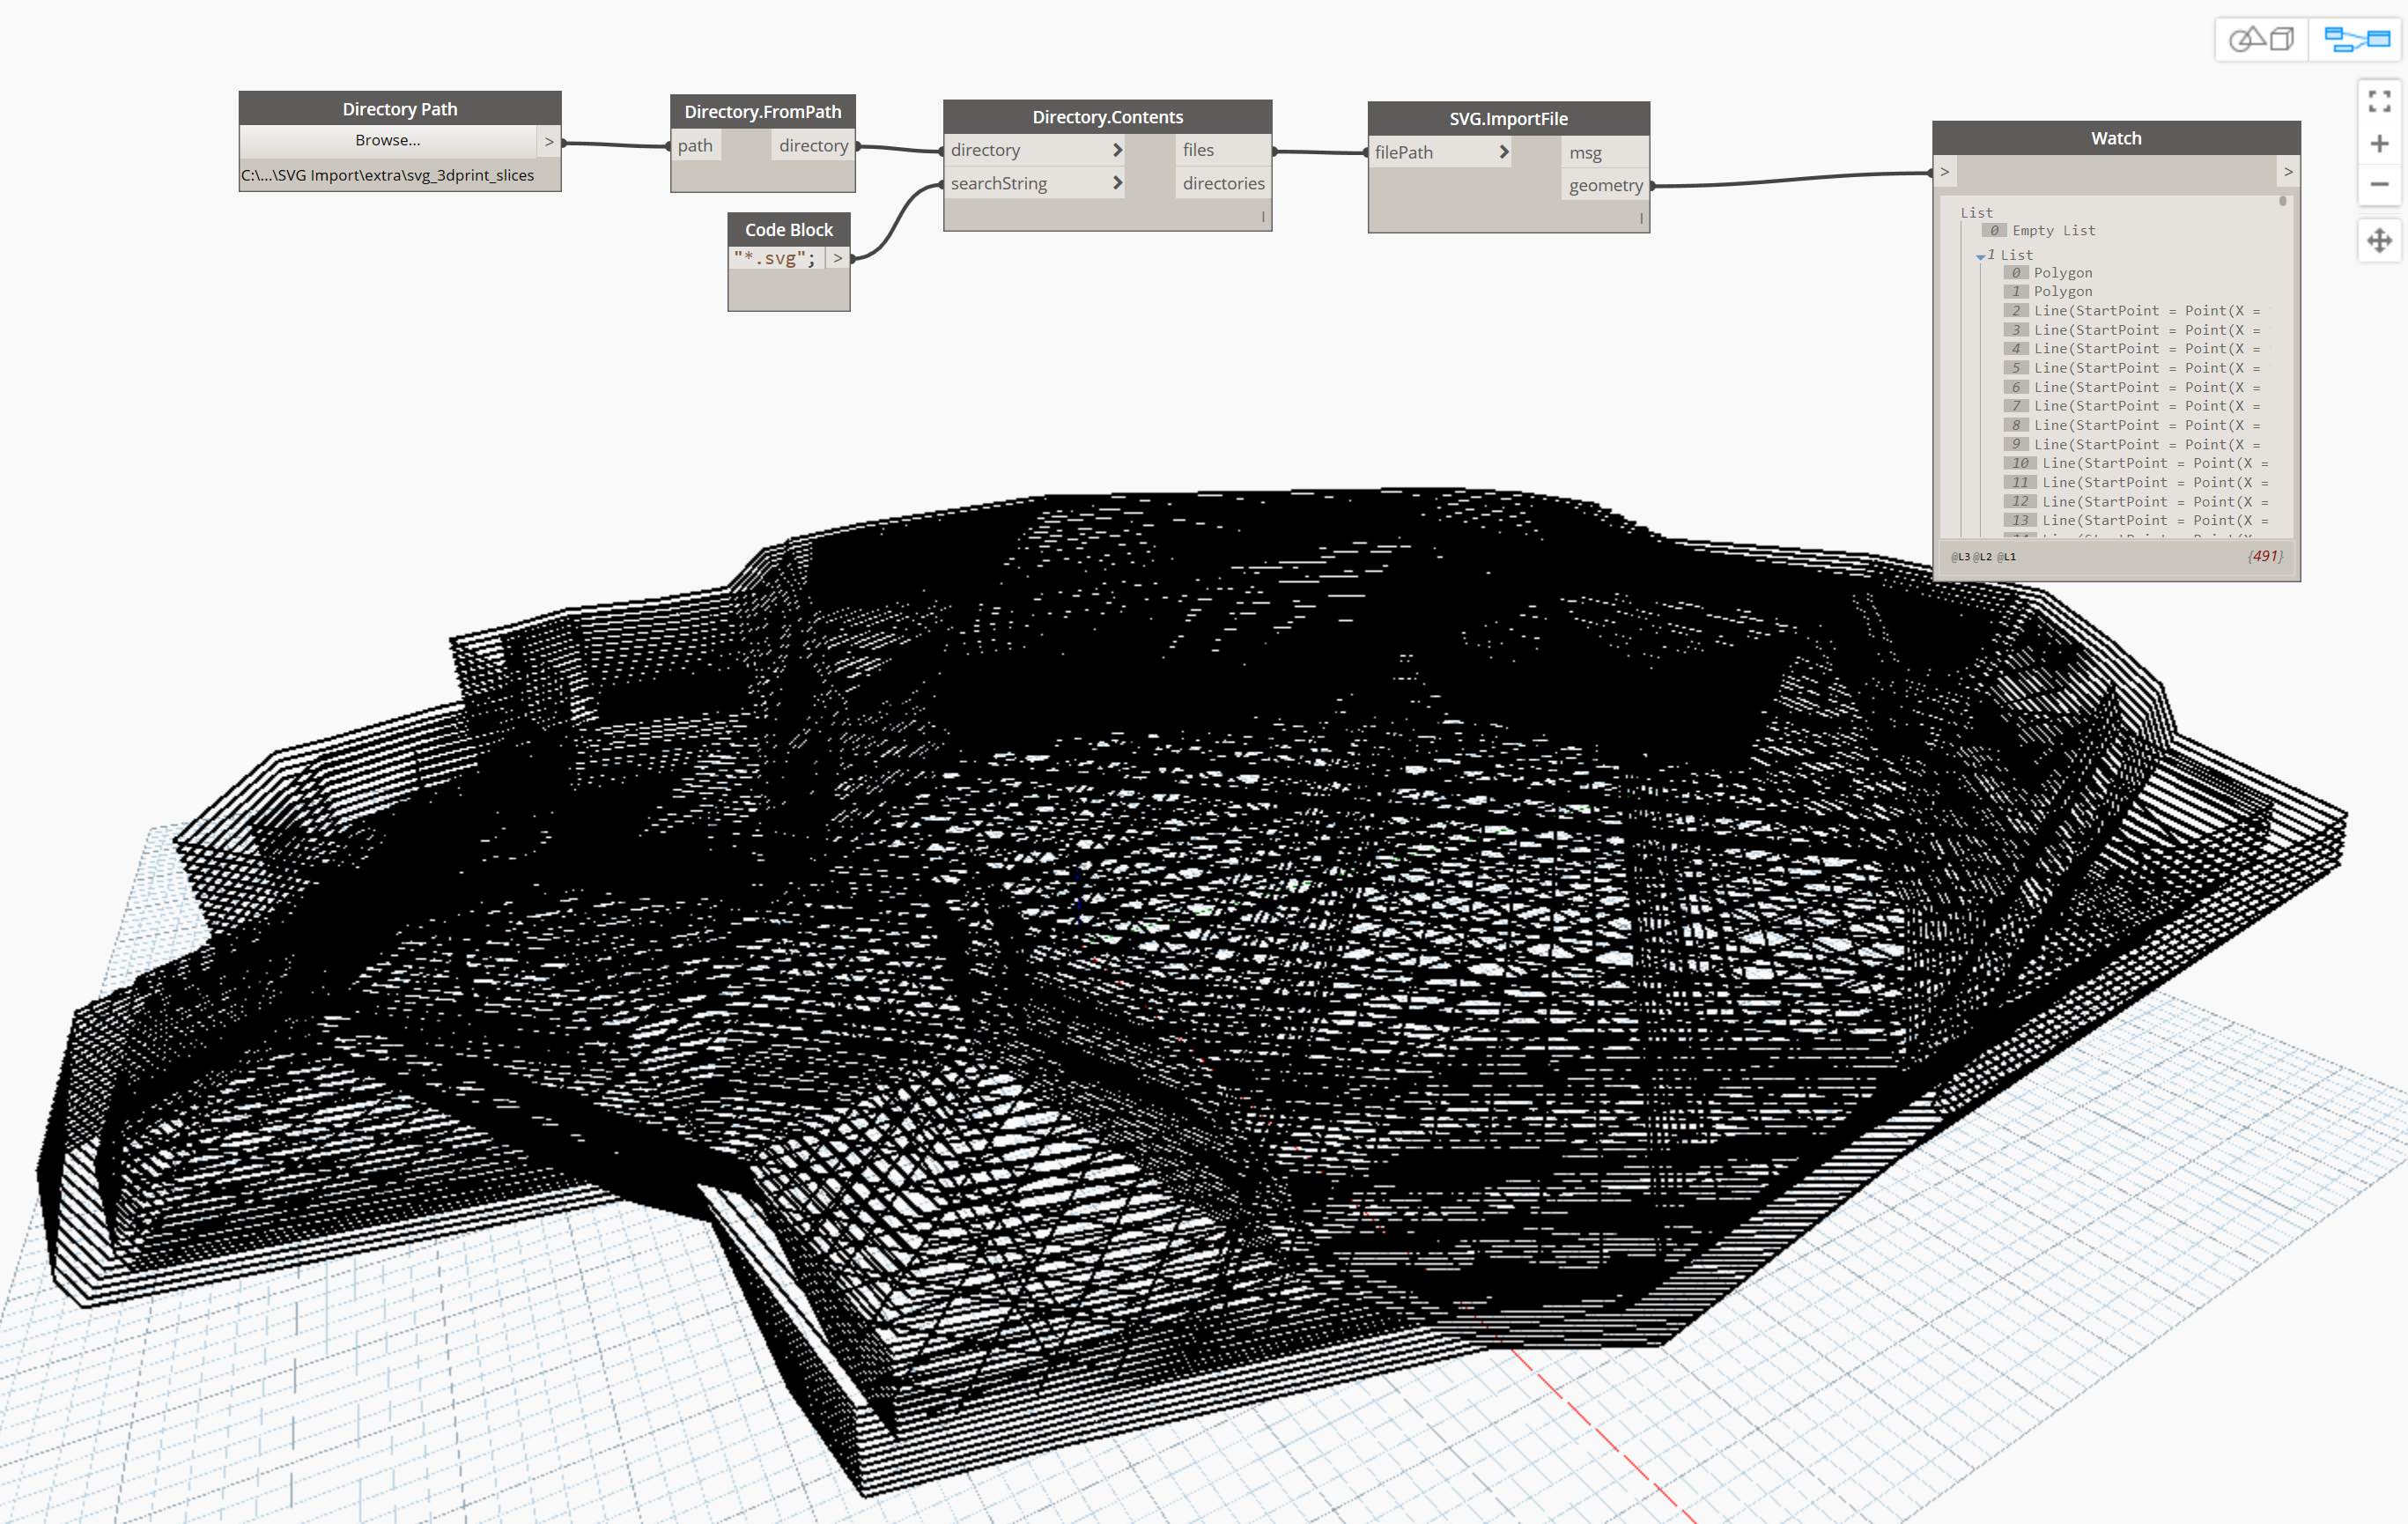 Directory Path
Browse...
>
C:\...\SVG Import\extra\svg_3dprint_slices
Directory.FromPath
path directory
Code Block
"*.svg"; >
Directory.Contents
directory > files
searchString > directories
l
SVG.ImportFile
filePath > msg
geometry
l
Watch
> >
List
0 Empty List
1 List
0 Polygon
1 Polygon
2 Line(StartPoint = Point(X =
3 Line(StartPoint = Point(X =
4 Line(StartPoint = Point(X =
5 Line(StartPoint = Point(X =
6 Line(StartPoint = Point(X =
7 Line(StartPoint = Point(X =
8 Line(StartPoint = Point(X =
9 Line(StartPoint = Point(X =
10 Line(StartPoint = Point(X =
11 Line(StartPoint = Point(X =
12 Line(StartPoint = Point(X =
13 Line(StartPoint = Point(X =
@L3 @L2 @L1 {491}